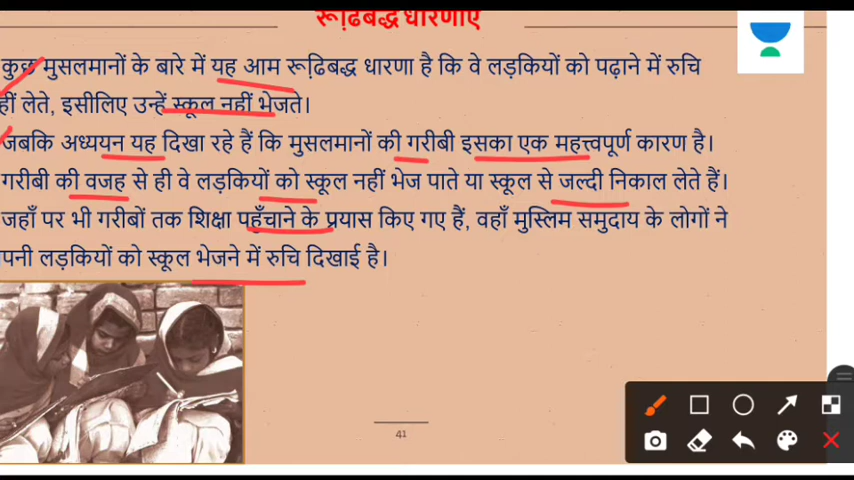 रूढ़िबद्ध धारणाएँ
कुछ मुसलमानों के बारे में यह आम रूढिबद्ध धारणा है कि वे लड़कियों को पढ़ाने में रुचि
हीं लेते, इसीलिए उन्हें स्कूल नहीं भेजते।
जबकि अध्ययन यह दिखा रहे हैं कि मुसलमानों की गरीबी इसका एक महत्त्वपूर्ण कारण है।
गरीबी की वजह से ही वे लड़कियों को स्कूल नहीं भेज पाते या स्कूल से जल्दी निकाल लेते हैं।
जहाँ पर भी गरीबों तक शिक्षा पहुँचाने के प्रयास किए गए हैं, वहाँ मुस्लिम समुदाय के लोगों ने
पनी लड़कियों को स्कूल भेजने में रुचि दिखाई है।
41